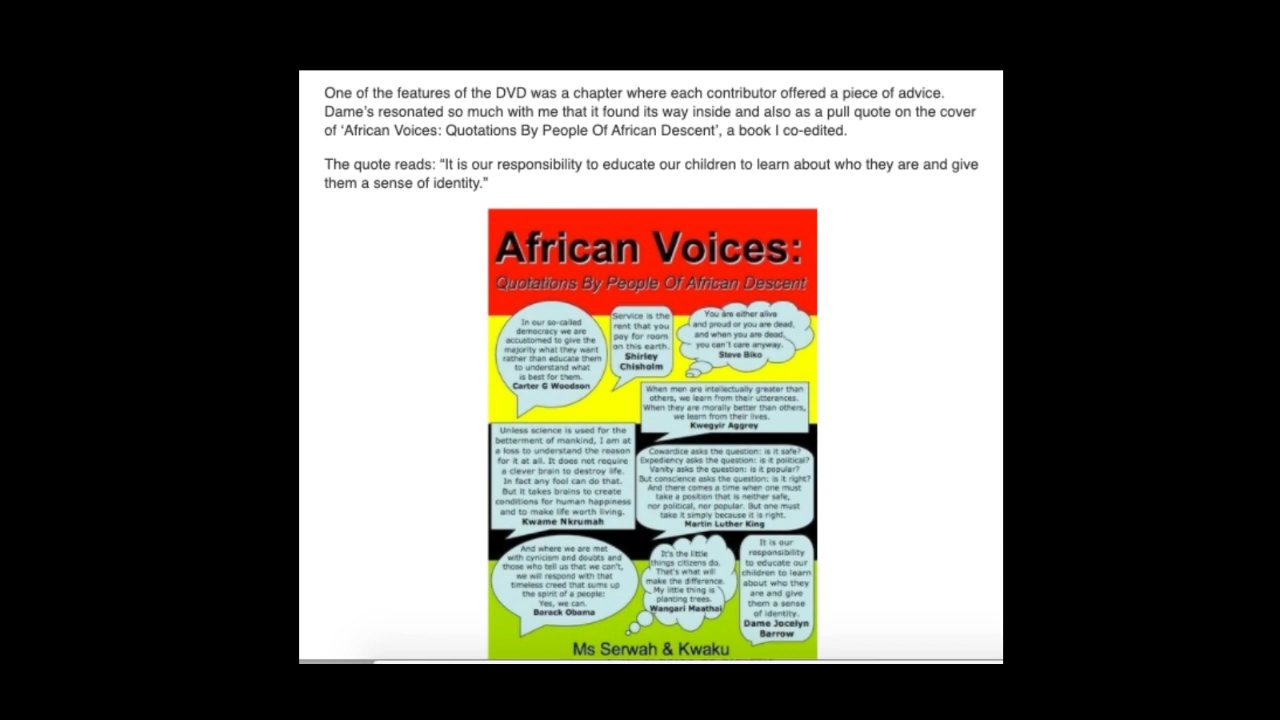 One of the features of the DVD was a chapter where each contributor offered a piece of advice.
Dame’s resonated so much with me that it found its way inside and also as a pull quote on the cover
of ‘African Voices: Quotations By People Of African Descent’, a book I co-edited.
The quote reads: “It is our responsibility to educate our children to learn about who they are and give
them a sense of identity.”
African Voices:
Quotations By People Of African Descent
In our so-called
democracy we are
accustomed to give the
majority what they want
rather than educate them
to understand what
is best for them.
Carter G Woodson
Service is the
rent that you
pay for room
on this earth.
Shirley
Chisholm
You are either alive
and proud or you are dead,
and when you are dead,
you can't care anyway.
Steve Biko
When men are intellectually greater than
others, we learn from their utterances.
When they are morally better than others,
we learn from their lives.
Kwegyir Aggrey
Unless science is used for the
betterment of mankind, I am at
a loss to understand the reason
for it at all. It does not require
a clever brain to destroy life.
In fact any fool can do that.
But it takes brains to create
conditions for human happiness
and to make life worth living.
Kwame Nkrumah
Cowardice asks the question: is it safe?
Expediency asks the question: is it political?
Vanity asks the question: is it popular?
But conscience asks the question: is it right?
And there comes a time when one must
take a position that is neither safe,
nor political, nor popular. But one must
take it simply because it is right.
Martin Luther King
And where we are met
with cynicism and doubts and
those who tell us that we can't,
we will respond with that
timeless creed that sums up
the spirit of a people:
Yes, we can.
Barack Obama
It's the little
things citizens do.
That's what will
make the difference.
My little thing is
planting trees.
Wangari Maathai
It is our
responsibility
to educate our
children to learn
about who they
are and give
them a sense
of identity.
Dame Jocelyn
Barrow
Ms Serwah & Kwaku